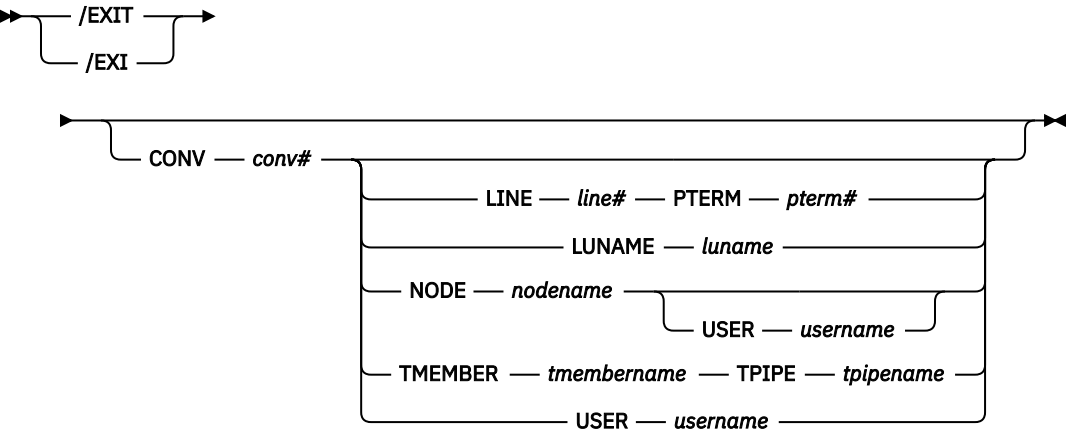 /EXIT
/EXI
CONV conv#
LINE line# PTERM pterm#
LUNAME luname
NODE nodename
USER username
TMEMBER tmembername TPIPE tpipename
USER username